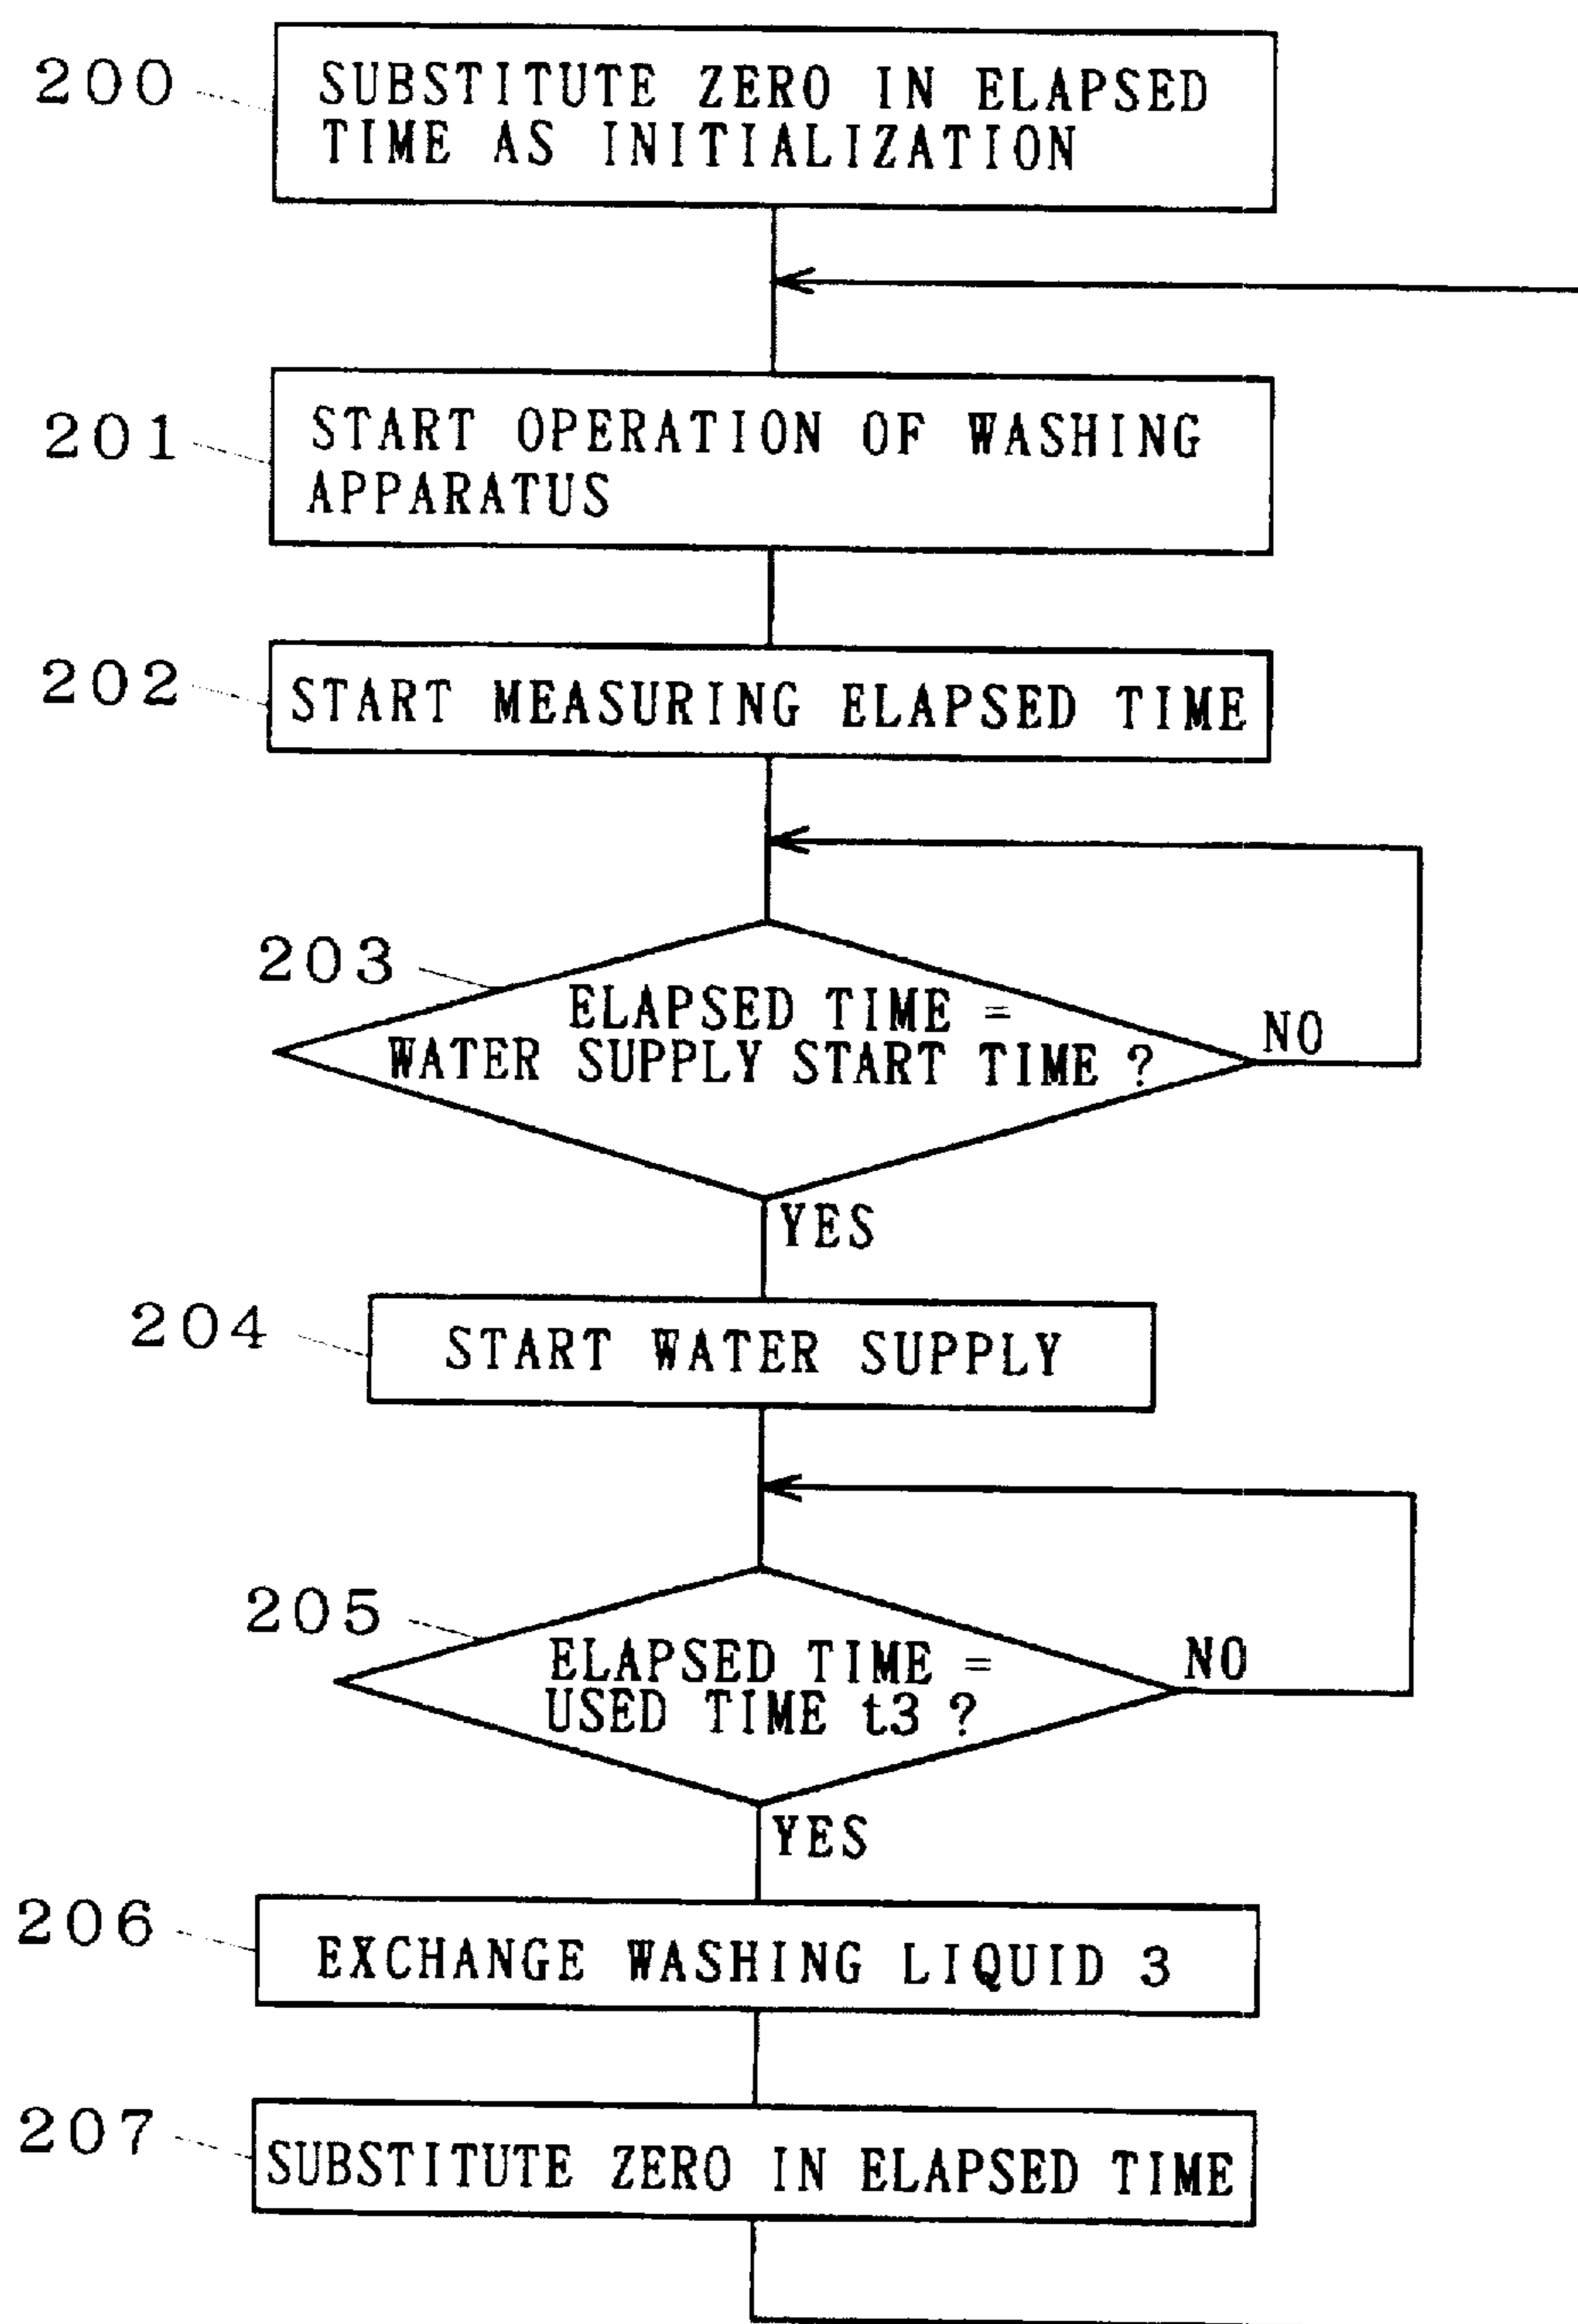 200
SUBSTITUTE ZERO IN ELAPSED
TIME AS INITIALIZATION
201
START OPERATION OF WASHING
APPARATUS
202
START MEASURING ELAPSED TIME
203
ELAPSED TIME =
WATER SUPPLY START TIME ?
NO
YES
204
START WATER SUPPLY
205
ELAPSED TIME =
USED TIME t3 ?
NO
YES
206
EXCHANGE WASHING LIQUID 3
207
SUBSTITUTE ZERO IN ELAPSED TIME